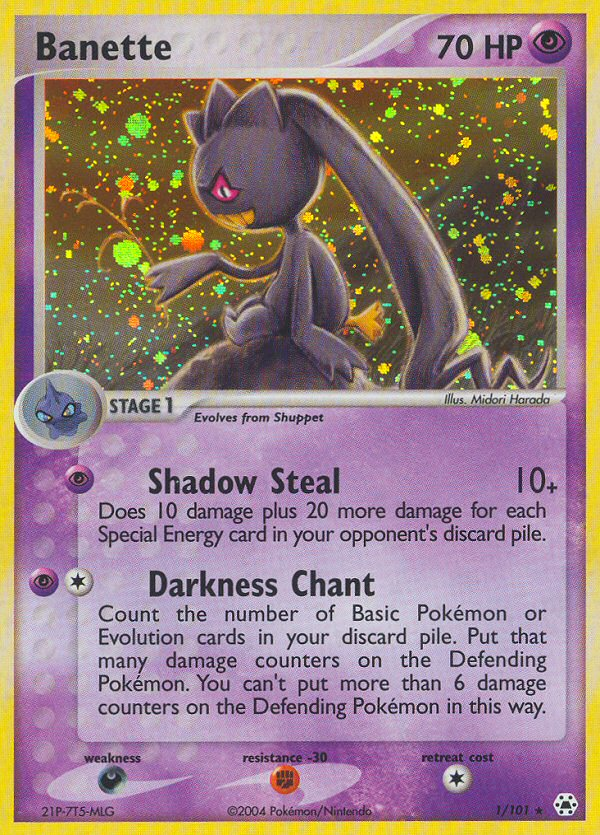 Banette
70 HP
Illus. Midori Harada
STAGE 1
Evolves from Shuppet
Shadow Steal 10+
Does 10 damage plus 20 more damage for each
Special Energy card in your opponent's discard pile.
Darkness Chant
Count the number of Basic Pokémon or
Evolution cards in your discard pile. Put that
many damage counters on the Defending
Pokémon. You can't put more than 6 damage
counters on the Defending Pokémon in this way.
weakness
resistance -30
retreat cost
21P-7T5-MLG
©2004 Pokémon/Nintendo
1/101 ★